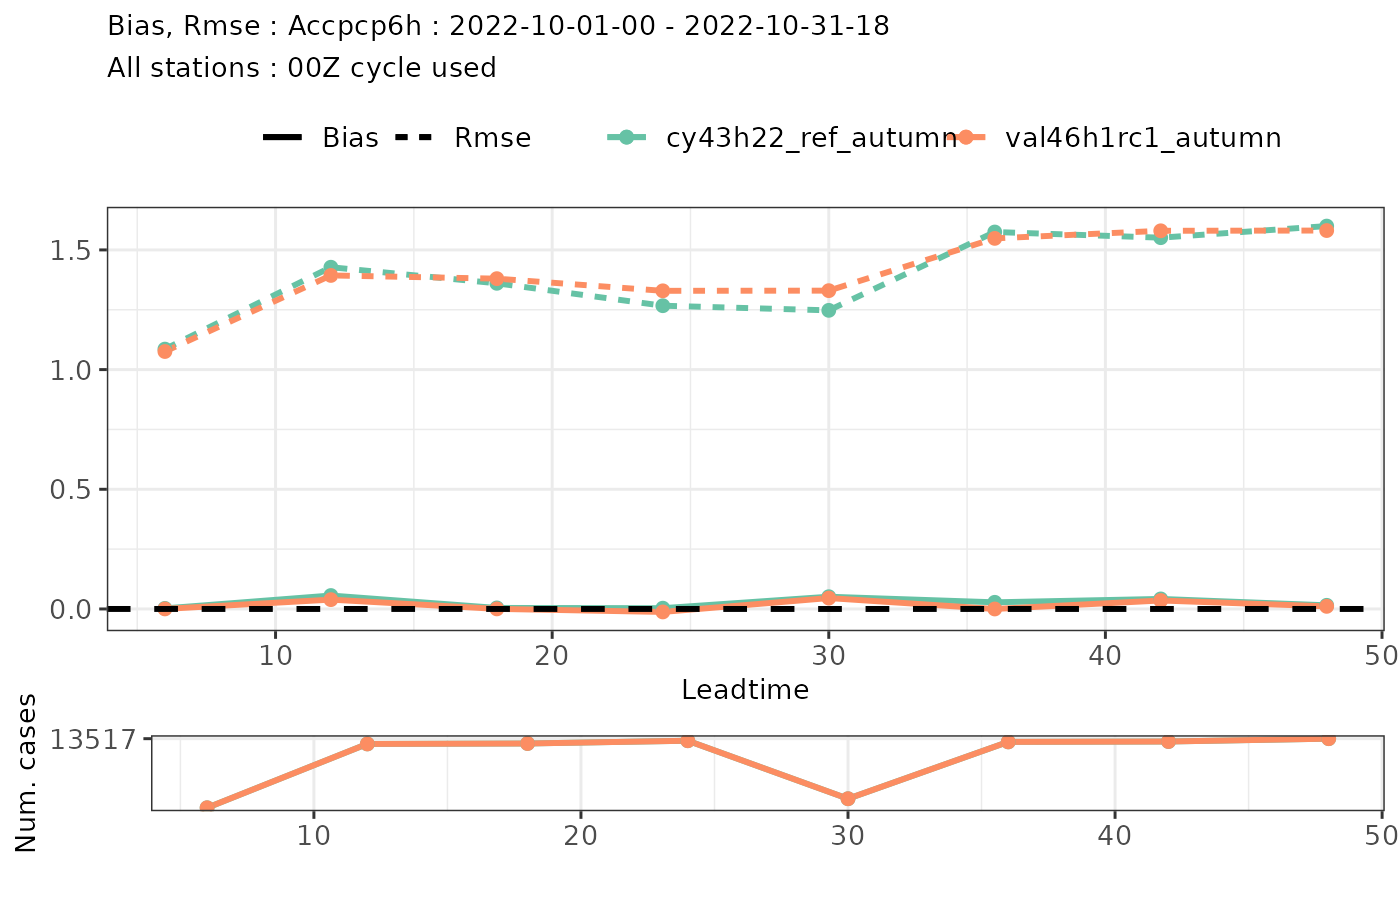 Bias, Rmse : Accpcp6h : 2022-10-01-00 - 2022-10-31-18
All stations : 00Z cycle used
Bias Rmse cy43h22_ref_autumn val46h1rc1_autumn
1.5
1.0
0.5
0.0
10 20 30 40 50
Leadtime
Num. cases
13517
10 20 30 40 50